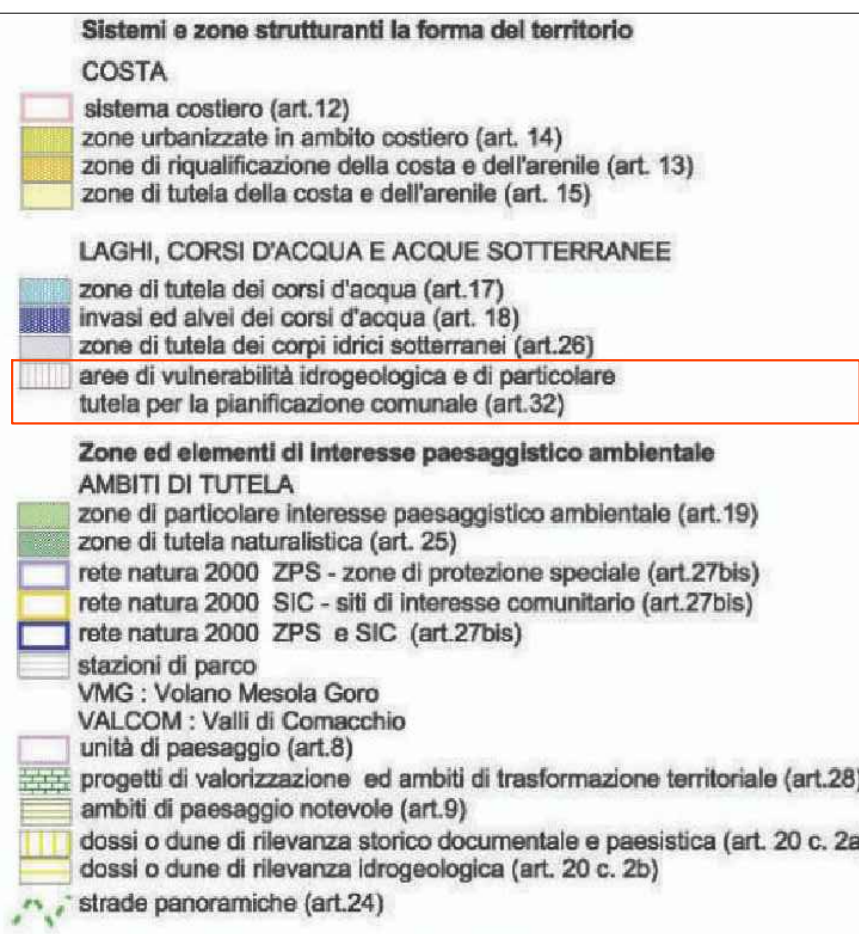 Sistemi e zone strutturanti la forma del territorio
COSTA
sistema costiero (art.12)
zone urbanizzate in ambito costiero (art. 14)
zone di riqualificazione della costa e dell'arenile (art. 13)
zone di tutela della costa e dell'arenile (art. 15)
LAGHI, CORSI D'ACQUA E ACQUE SOTTERRANEE
zone di tutela dei corsi d'acqua (art.17)
invasi ed alvei dei corsi d'acqua (art. 18)
zone di tutela dei corpi idrici sotterranei (art.26)
aree di vulnerabilità idrogeologica e di particolare
tutela per la pianificazione comunale (art.32)
Zone ed elementi di interesse paesaggistico ambientale
AMBITI DI TUTELA
zone di particolare interesse paesaggistico ambientale (art.19)
zone di tutela naturalistica (art. 25)
rete natura 2000 ZPS - zone di protezione speciale (art.27bis)
rete natura 2000 SIC - siti di interesse comunitario (art.27bis)
rete natura 2000 ZPS e SIC (art.27bis)
stazioni di parco
VMG : Volano Mesola Goro
VALCOM : Valli di Comacchio
unità di paesaggio (art.8)
progetti di valorizzazione ed ambiti di trasformazione territoriale (art.28)
ambiti di paesaggio notevole (art.9)
dossi o dune di rilevanza storico documentale e paesistica (art. 20 c. 2a
dossi o dune di rilevanza idrogeologica (art. 20 c. 2b)
strade panoramiche (art.24)